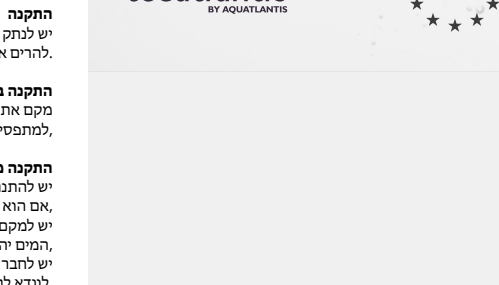 BY AQUATLANTIS
התקנה
יש לנתק
להרים א.
התקנה ב
מקם את
למתפסי,
התקנה
יש להתנ
אם הוא,
יש למקם
המים יה,
יש לחבר